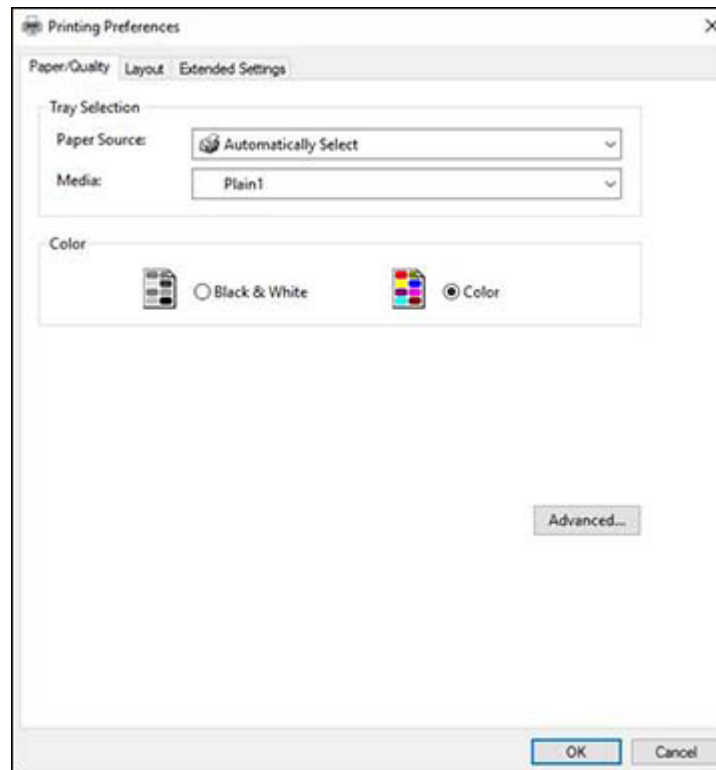 Printing Preferences
Paper/Quality Layout Extended Settings
Tray Selection
Paper Source: Automatically Select
Media: Plain1
Color
Black & White Color
Advanced...
OK Cancel